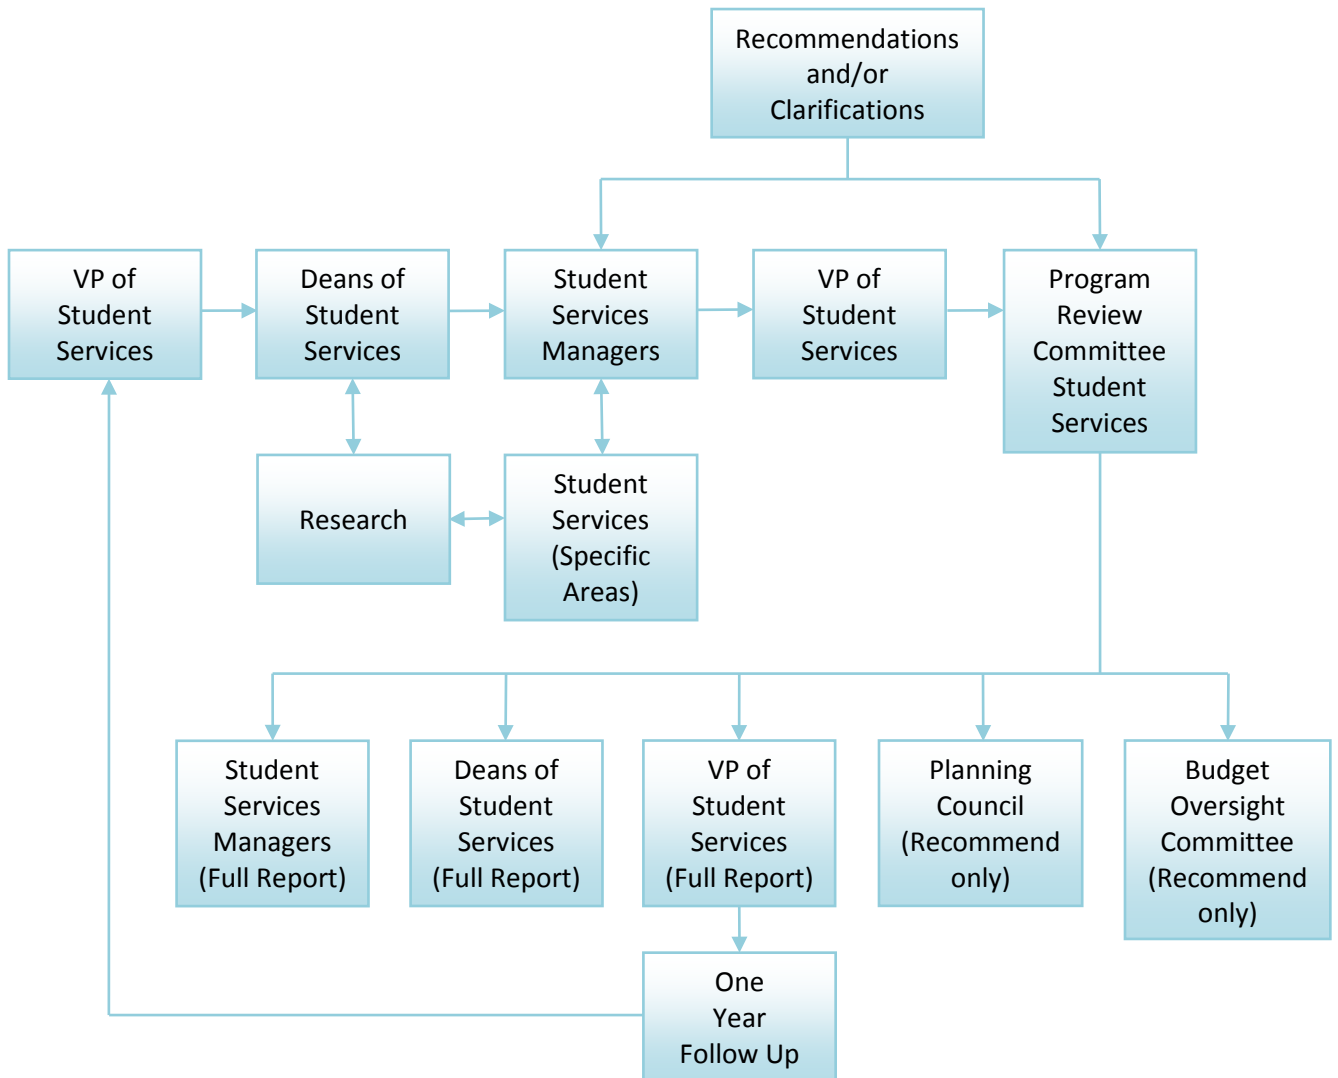 Recommendations
and/or
Clarifications
VP of
Student
Services
Deans of
Student
Services
Student
Services
Managers
VP of
Student
Services
Program
Review
Committee
Student
Services
Research
Student
Services
(Specific
Areas)
Student
Services
Managers
(Full Report)
Deans of
Student
Services
(Full Report)
VP of
Student
Services
(Full Report)
Planning
Council
(Recommend
only)
Budget
Oversight
Committee
(Recommend
only)
One
Year
Follow Up